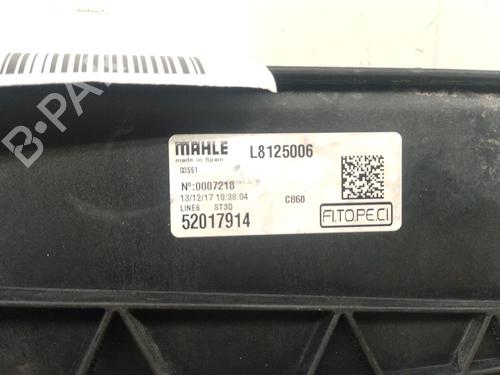 MAHLE L8125006
made in Spain
03551
Nº:0007218
13/12/17 10:38:04 C860
LINE6 ST30
52017914 FI.TO.PE.CI
B-PA